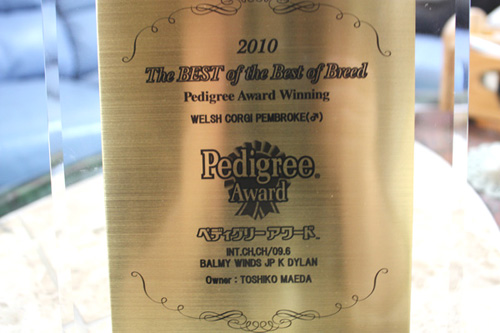 2010
The BEST of the Best of Breed
Pedigree Award Winning
WELSH CORGI PEMBROKE(♂)
Pedigree®
Award
ペディグリーアワード™
INT.CH,CH/09.6
BALMY WINDS JP K DYLAN
Owner : TOSHIKO MAEDA